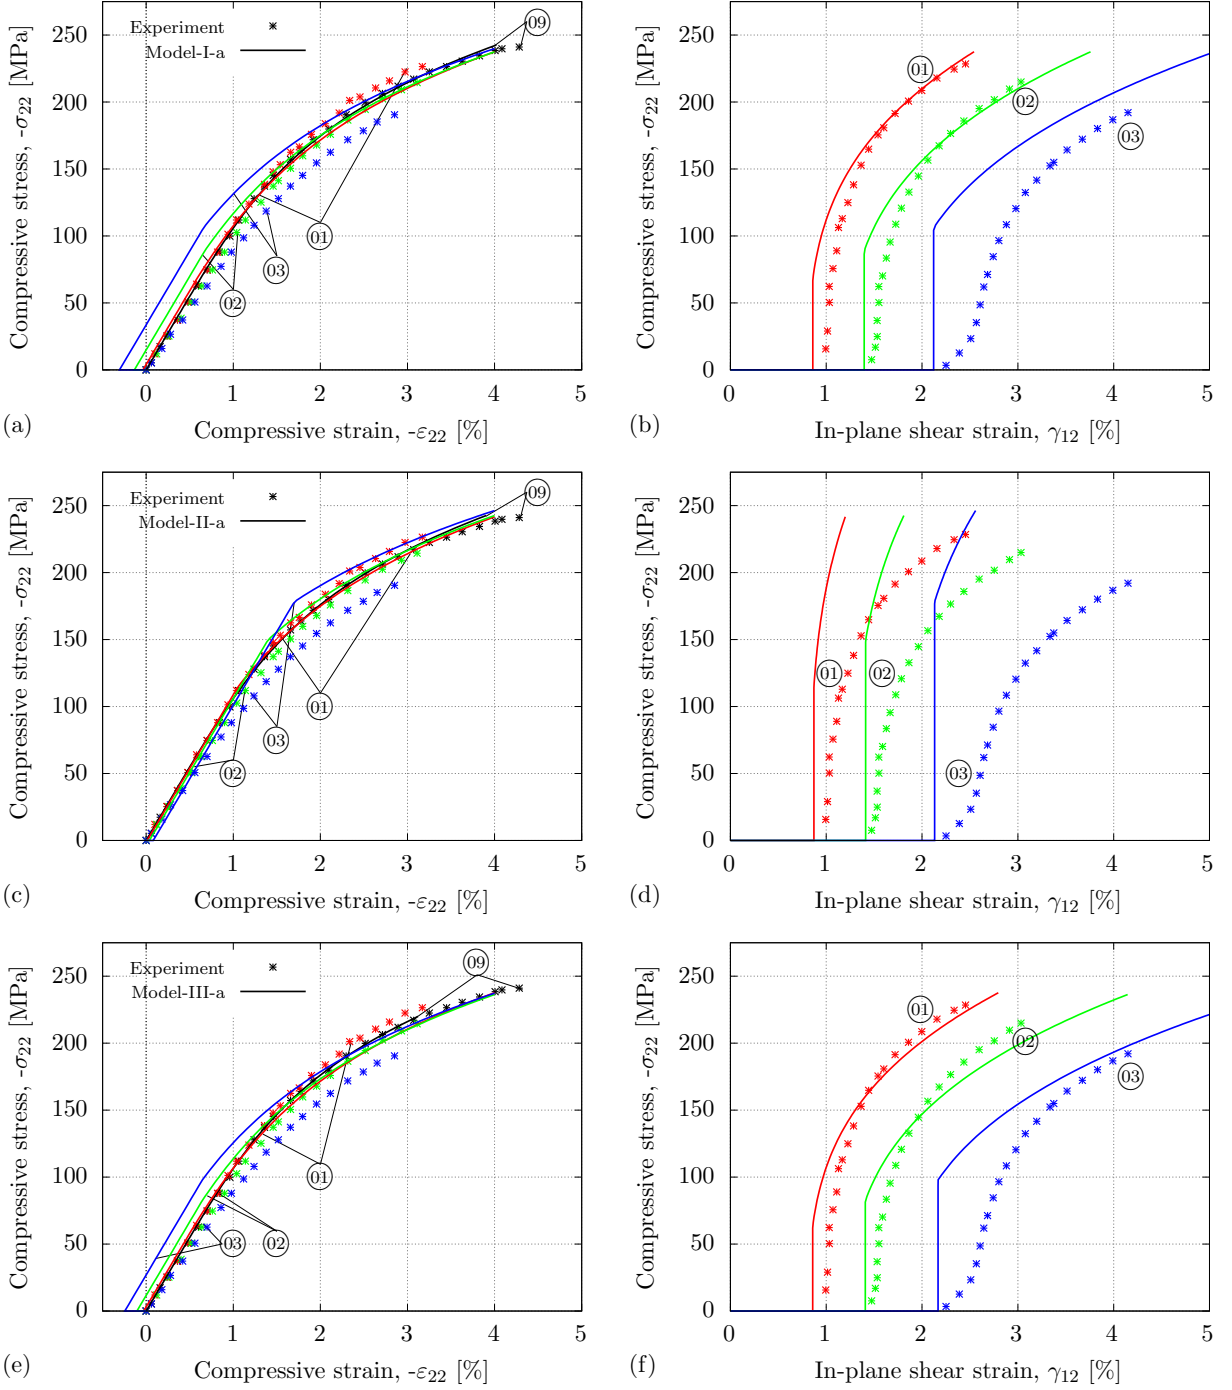 Compressive stress, -σ22 [MPa]
250
200
150
100
50
0
Experiment
Model-I-a
09
01
03
02
0 1 2 3 4 5
(a) Compressive strain, -ε22 [%]
Compressive stress, -σ22 [MPa]
250
200
150
100
50
0
01
02
03
0 1 2 3 4 5
(b) In-plane shear strain, γ12 [%]
Compressive stress, -σ22 [MPa]
250
200
150
100
50
0
Experiment
Model-II-a
09
01
03
02
0 1 2 3 4 5
(c) Compressive strain, -ε22 [%]
Compressive stress, -σ22 [MPa]
250
200
150
100
50
0
01
02
03
0 1 2 3 4 5
(d) In-plane shear strain, γ12 [%]
Compressive stress, -σ22 [MPa]
250
200
150
100
50
0
Experiment
Model-III-a
09
01
03
02
0 1 2 3 4 5
(e) Compressive strain, -ε22 [%]
Compressive stress, -σ22 [MPa]
250
200
150
100
50
0
01
02
03
0 1 2 3 4 5
(f) In-plane shear strain, γ12 [%]